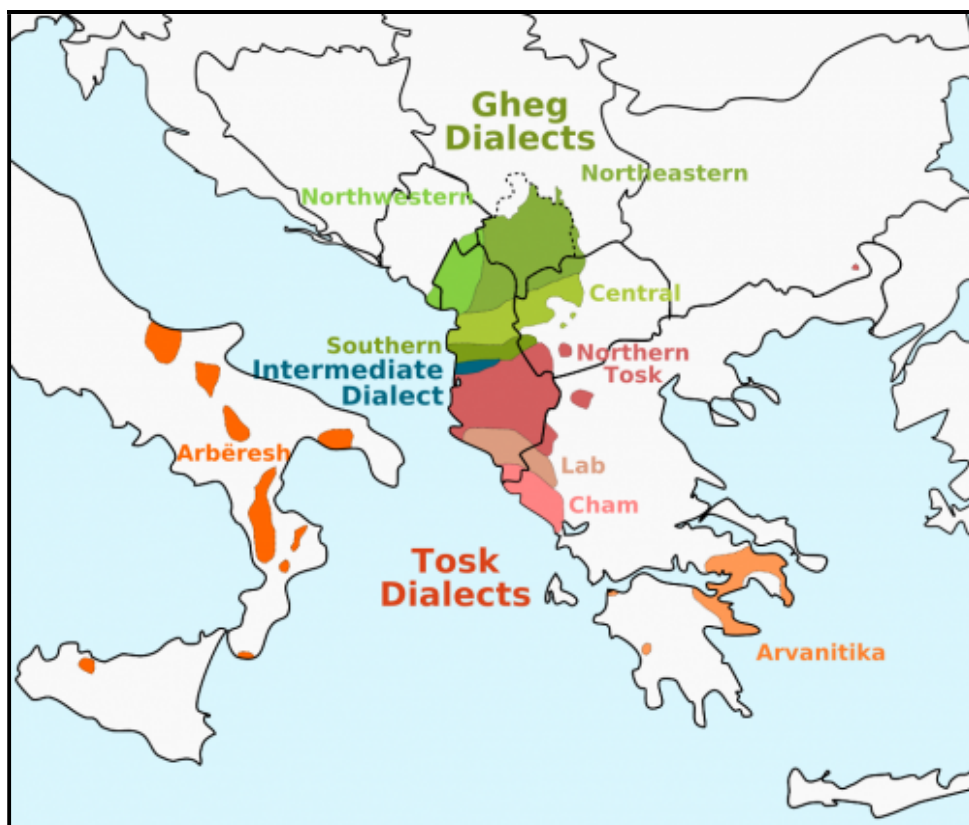 Gheg
Dialects
Northeastern
Northwestern
Central
Southern
Northern
Tosk
Intermediate
Dialect
Arbëresh
Lab
Cham
Tosk
Dialects
Arvanitika